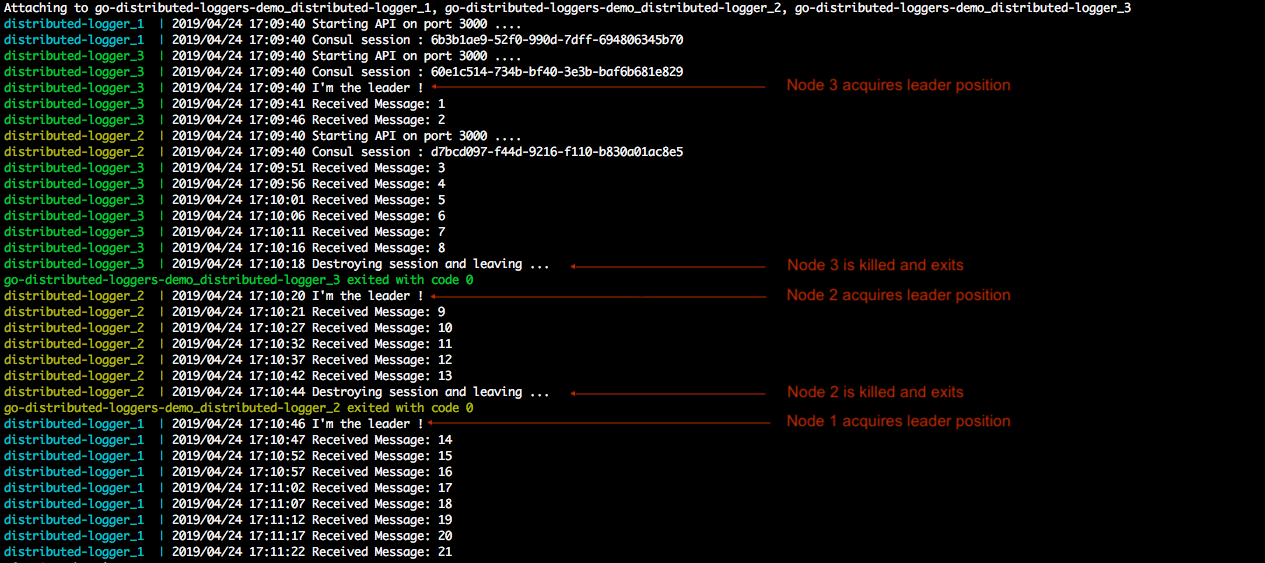 Attaching to go-distributed-loggers-demo_distributed-logger_1, go-distributed-loggers-demo_distributed-logger_2, go-distributed-loggers-demo_distributed-logger_3
distributed-logger_1 | 2019/04/24 17:09:40 Starting API on port 3000 ....
distributed-logger_1 | 2019/04/24 17:09:40 Consul session : 6b3b1ae9-52f0-990d-7dff-694806345b70
distributed-logger_3 | 2019/04/24 17:09:40 Starting API on port 3000 ....
distributed-logger_3 | 2019/04/24 17:09:40 Consul session : 60e1c514-734b-bf40-3e3b-baf6b681e829
distributed-logger_3 | 2019/04/24 17:09:40 I'm the leader ! Node 3 acquires leader position
distributed-logger_3 | 2019/04/24 17:09:41 Received Message: 1
distributed-logger_3 | 2019/04/24 17:09:46 Received Message: 2
distributed-logger_2 | 2019/04/24 17:09:40 Starting API on port 3000 ....
distributed-logger_2 | 2019/04/24 17:09:40 Consul session : d7bcd097-f44d-9216-f110-b830a01ac8e5
distributed-logger_3 | 2019/04/24 17:09:51 Received Message: 3
distributed-logger_3 | 2019/04/24 17:09:56 Received Message: 4
distributed-logger_3 | 2019/04/24 17:10:01 Received Message: 5
distributed-logger_3 | 2019/04/24 17:10:06 Received Message: 6
distributed-logger_3 | 2019/04/24 17:10:11 Received Message: 7
distributed-logger_3 | 2019/04/24 17:10:16 Received Message: 8
distributed-logger_3 | 2019/04/24 17:10:18 Destroying session and leaving ... Node 3 is killed and exits
go-distributed-loggers-demo_distributed-logger_3 exited with code 0
distributed-logger_2 | 2019/04/24 17:10:20 I'm the leader ! Node 2 acquires leader position
distributed-logger_2 | 2019/04/24 17:10:21 Received Message: 9
distributed-logger_2 | 2019/04/24 17:10:27 Received Message: 10
distributed-logger_2 | 2019/04/24 17:10:32 Received Message: 11
distributed-logger_2 | 2019/04/24 17:10:37 Received Message: 12
distributed-logger_2 | 2019/04/24 17:10:42 Received Message: 13
distributed-logger_2 | 2019/04/24 17:10:44 Destroying session and leaving ... Node 2 is killed and exits
go-distributed-loggers-demo_distributed-logger_2 exited with code 0
distributed-logger_1 | 2019/04/24 17:10:46 I'm the leader ! Node 1 acquires leader position
distributed-logger_1 | 2019/04/24 17:10:47 Received Message: 14
distributed-logger_1 | 2019/04/24 17:10:52 Received Message: 15
distributed-logger_1 | 2019/04/24 17:10:57 Received Message: 16
distributed-logger_1 | 2019/04/24 17:11:02 Received Message: 17
distributed-logger_1 | 2019/04/24 17:11:07 Received Message: 18
distributed-logger_1 | 2019/04/24 17:11:12 Received Message: 19
distributed-logger_1 | 2019/04/24 17:11:17 Received Message: 20
distributed-logger_1 | 2019/04/24 17:11:22 Received Message: 21